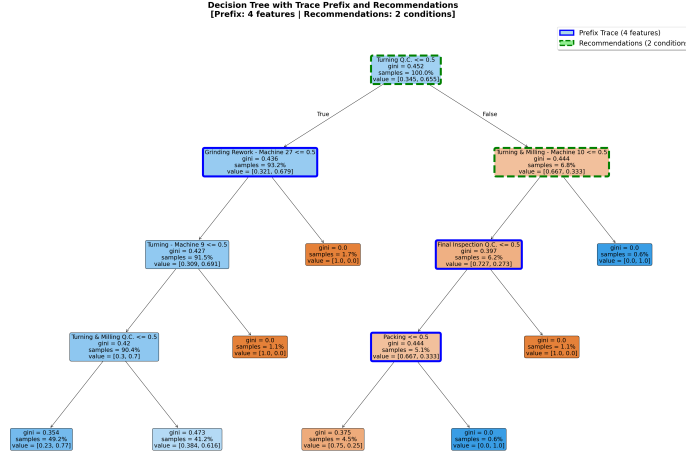 Decision Tree with Trace Prefix and Recommendations
[Prefix: 4 features | Recommendations: 2 conditions]
Prefix Trace (4 features)
Recommendations (2 conditions
Turning Q.C. <= 0.5
gini = 0.452
samples = 100.0%
value = [0.345, 0.655]
True
False
Grinding Rework - Machine 27 <= 0.5
gini = 0.436
samples = 93.2%
value = [0.321, 0.679]
Turning & Milling - Machine 10 <= 0.5
gini = 0.444
samples = 6.8%
value = [0.667, 0.333]
Turning - Machine 9 <= 0.5
gini = 0.427
samples = 91.5%
value = [0.309, 0.691]
gini = 0.0
samples = 1.7%
value = [1.0, 0.0]
Final Inspection Q.C. <= 0.5
gini = 0.397
samples = 6.2%
value = [0.727, 0.273]
gini = 0.0
samples = 0.6%
value = [0.0, 1.0]
Turning & Milling Q.C. <= 0.5
gini = 0.42
samples = 90.4%
value = [0.3, 0.7]
gini = 0.0
samples = 1.1%
value = [1.0, 0.0]
Packing <= 0.5
gini = 0.444
samples = 5.1%
value = [0.667, 0.333]
gini = 0.0
samples = 1.1%
value = [1.0, 0.0]
gini = 0.354
samples = 49.2%
value = [0.23, 0.77]
gini = 0.473
samples = 41.2%
value = [0.384, 0.616]
gini = 0.375
samples = 4.5%
value = [0.75, 0.25]
gini = 0.0
samples = 0.6%
value = [0.0, 1.0]